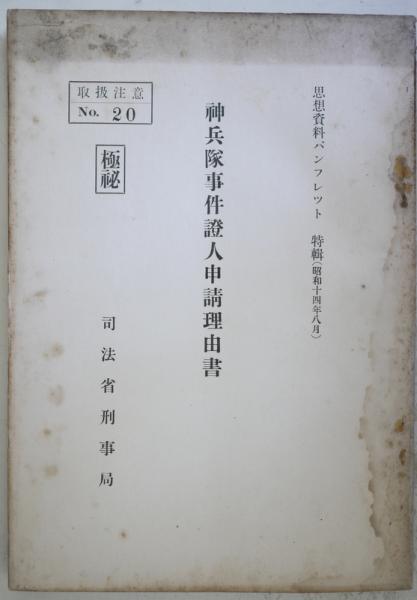 思想資料パンフレツト 特輯(昭和十四年八月)
神兵隊事件證人申請理由書
取扱注意
No. 20
極祕
司法省刑事局